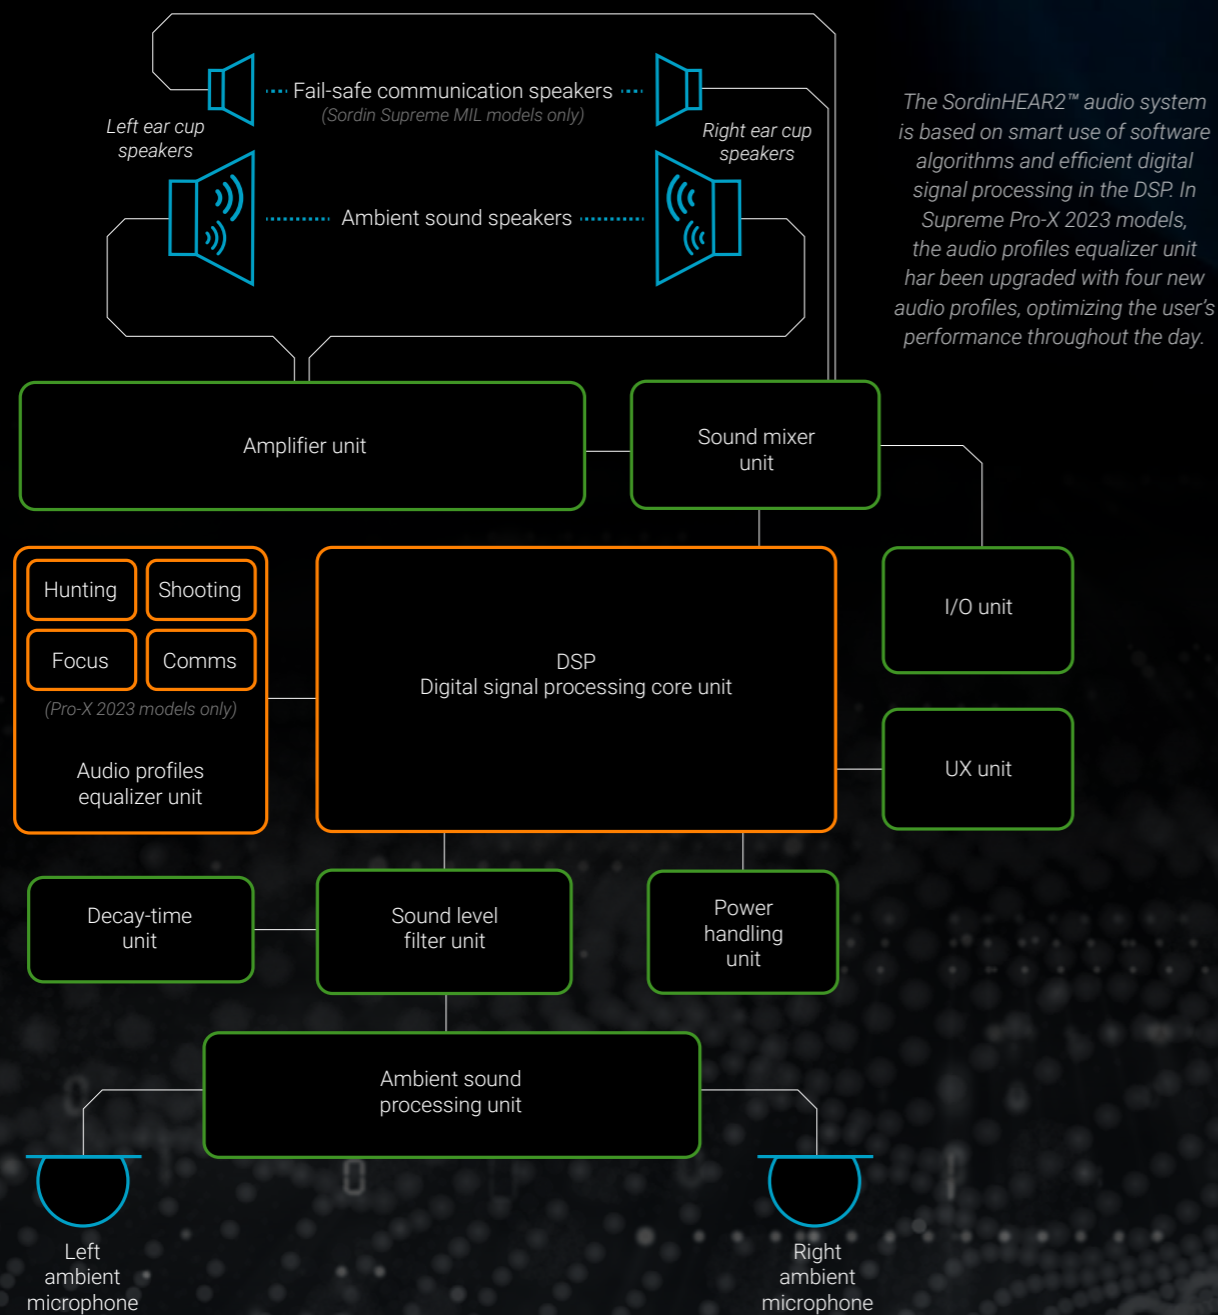 Fail-safe communication speakers
(Sordin Supreme MIL models only)
Left ear cup
speakers
Right ear cup
speakers
Ambient sound speakers
The SordinHEAR2™ audio system
is based on smart use of software
algorithms and efficient digital
signal processing in the DSP. In
Supreme Pro-X 2023 models,
the audio profiles equalizer unit
har been upgraded with four new
audio profiles, optimizing the user's
performance throughout the day.
Amplifier unit
Sound mixer
unit
Hunting
Shooting
Focus
Comms
(Pro-X 2023 models only)
Audio profiles
equalizer unit
DSP
Digital signal processing core unit
I/O unit
UX unit
Decay-time
unit
Sound level
filter unit
Power
handling
unit
Ambient sound
processing unit
Left
ambient
microphone
Right
ambient
microphone